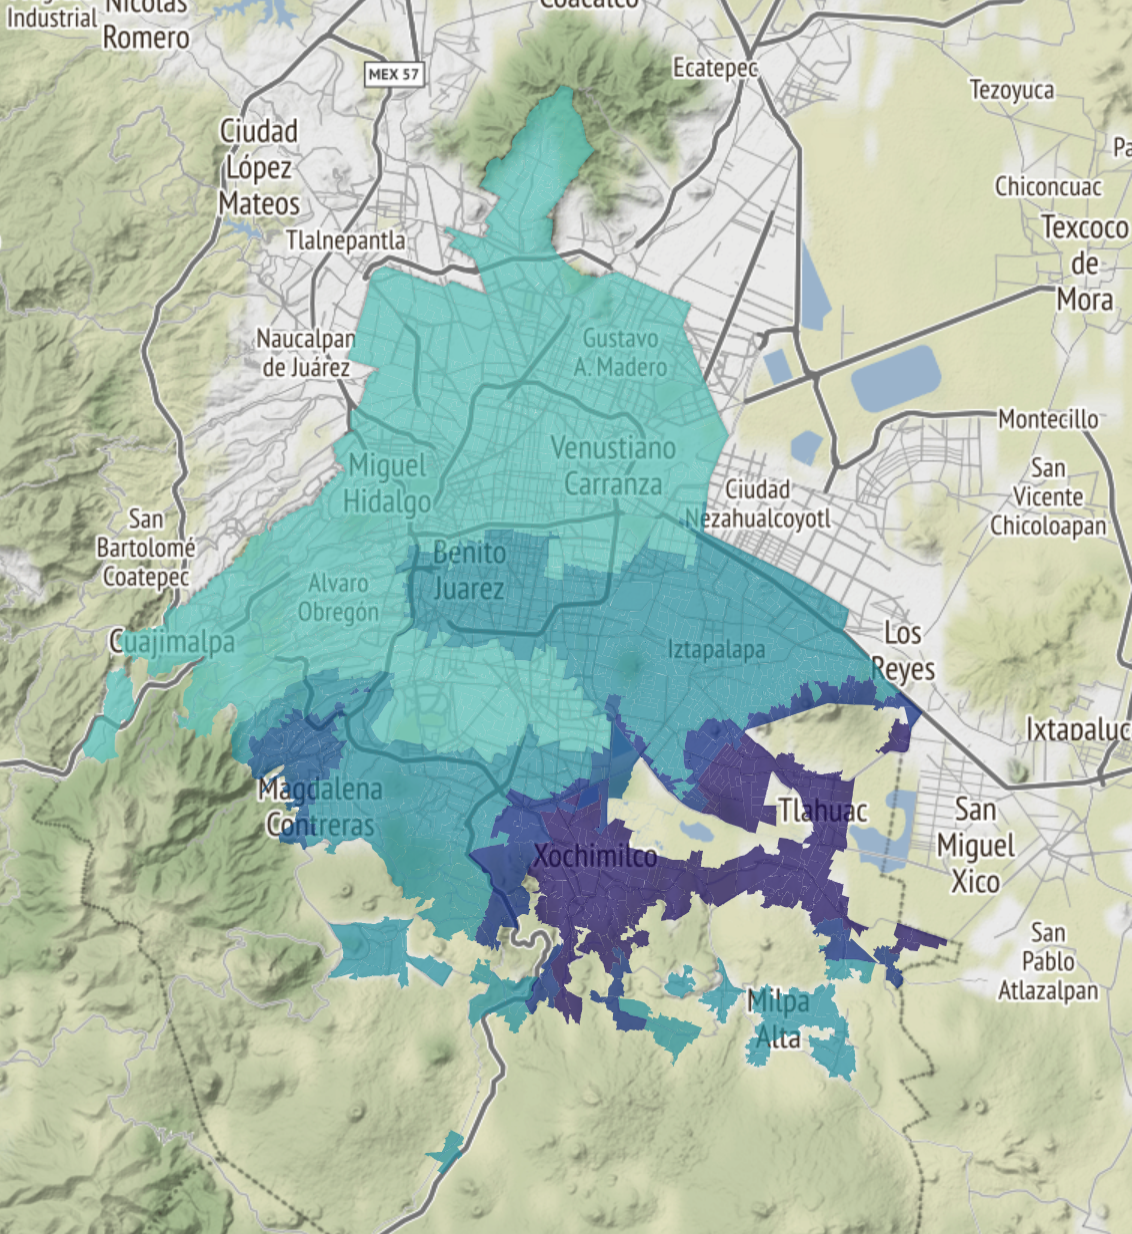 Nicolás
Romero
Industrial
Coacalco
MEX 57
Ecatepec
Tezoyuca
Ciudad
López
Mateos
Chiconcuac
Texcoco
de
Mora
Tlalnepantla
Naucalpan
de Juárez
Gustavo
A. Madero
Montecillo
Miguel
Hidalgo
Venustiano
Carranza
Ciudad
Nezahualcoyotl
San
Vicente
Chicoloapan
San
Bartolomé
Coatepec
Benito
Juarez
Alvaro
Obregón
Cuajimalpa
Iztapalapa
Los
Reyes
Ixtapaluc
Magdalena
Contreras
Tlahuac
San
Miguel
Xico
Xochimilco
San
Pablo
Atlazalpan
Milpa
Alta